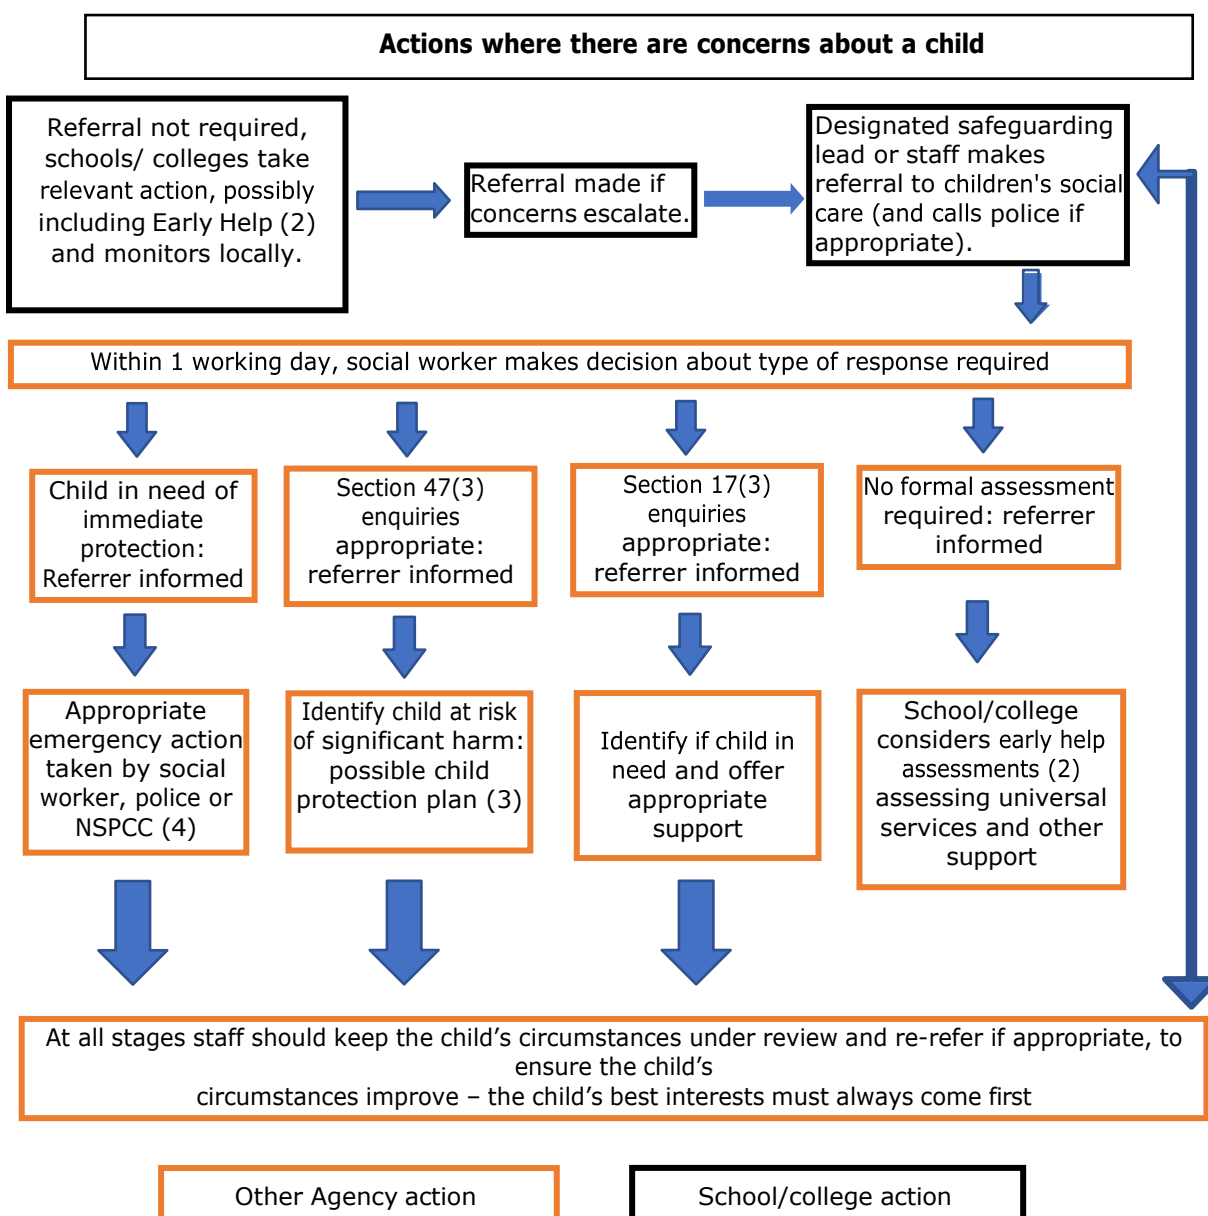 Actions where there are concerns about a child
Referral not required,
schools/ colleges take
relevant action, possibly
including Early Help (2)
and monitors locally.
Referral made if
concerns escalate.
Designated safeguarding
lead or staff makes
referral to children's social
care (and calls police if
appropriate).
Within 1 working day, social worker makes decision about type of response required
Child in need of
immediate
protection:
Referrer informed
Section 47(3)
enquiries
appropriate:
referrer informed
Section 17(3)
enquiries
appropriate:
referrer informed
No formal assessment
required: referrer
informed
Appropriate
emergency action
taken by social
worker, police or
NSPCC (4)
Identify child at risk
of significant harm:
possible child
protection plan (3)
Identify if child in
need and offer
appropriate
support
School/college
considers early help
assessments (2)
assessing universal
services and other
support
At all stages staff should keep the child’s circumstances under review and re-refer if appropriate, to
ensure the child’s
circumstances improve – the child’s best interests must always come first
Other Agency action
School/college action